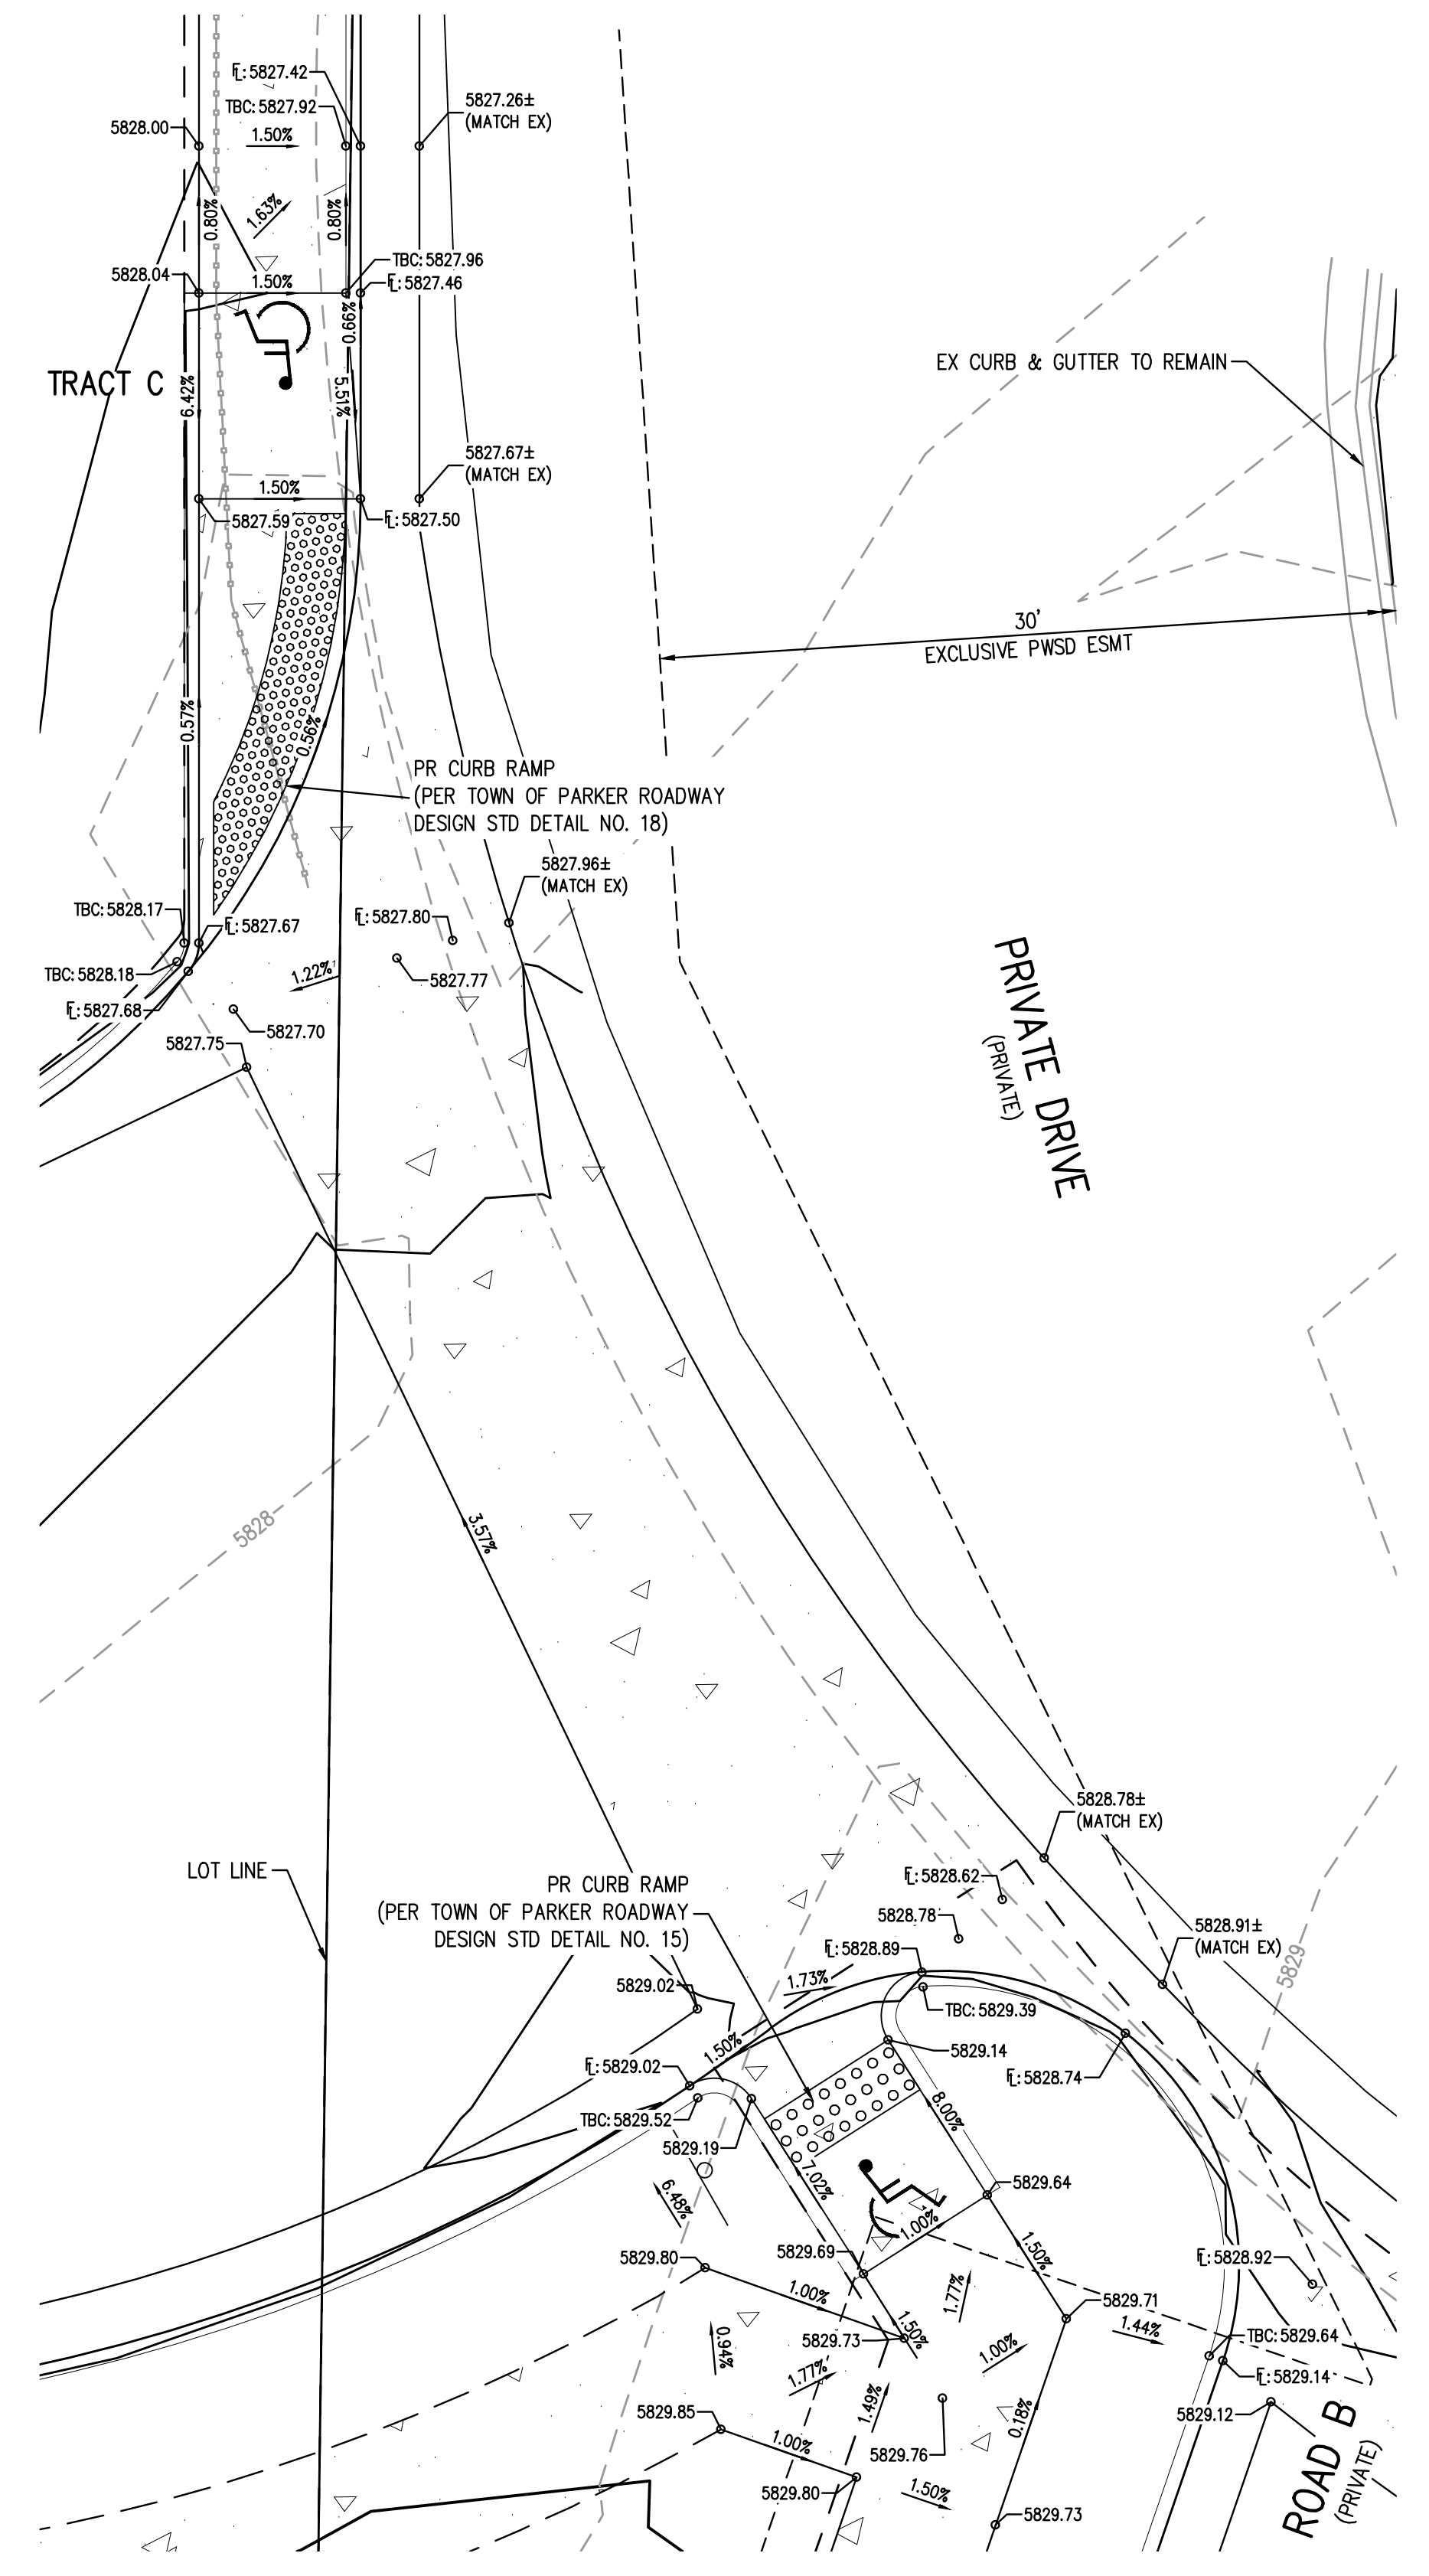 FL: 5827.42
TBC: 5827.92
5827.26±
(MATCH EX)
5828.00
1.50%
0.80%
1.63%
0.80%
TBC: 5827.96
5828.04
1.50%
FL: 5827.46
0.69%
EX CURB & GUTTER TO REMAIN
TRACT C
6.42%
5.51%
5827.67±
(MATCH EX)
1.50%
5827.59
FL: 5827.50
30'
EXCLUSIVE PWSD ESMT
0.57%
0.56%
PR CURB RAMP
(PER TOWN OF PARKER ROADWAY
DESIGN STD DETAIL NO. 18)
5827.96±
(MATCH EX)
TBC: 5828.17
FL: 5827.67
FL: 5827.80
TBC: 5828.18
1.22%
5827.77
FL: 5827.68
5827.70
5827.75
PRIVATE DRIVE
(PRIVATE)
5828
3.57%
5828.78±
(MATCH EX)
LOT LINE
PR CURB RAMP
(PER TOWN OF PARKER ROADWAY
DESIGN STD DETAIL NO. 15)
FL: 5828.62
5828.78
5828.91±
(MATCH EX)
FL: 5828.89
5829
1.73%
5829.02
TBC: 5829.39
1.50%
5829.14
FL: 5829.02
FL: 5828.74
8.00%
TBC: 5829.52
5829.19
7.02%
5829.64
6.48%
1.00%
5829.69
5829.80
1.50%
FL: 5828.92
1.00%
1.77%
5829.71
1.50%
5829.73
1.44%
TBC: 5829.64
0.94%
1.00%
1.77%
FL: 5829.14
1.49%
5829.85
0.18%
5829.12
1.00%
5829.76
5829.80
1.50%
5829.73
ROAD B
(PRIVATE)